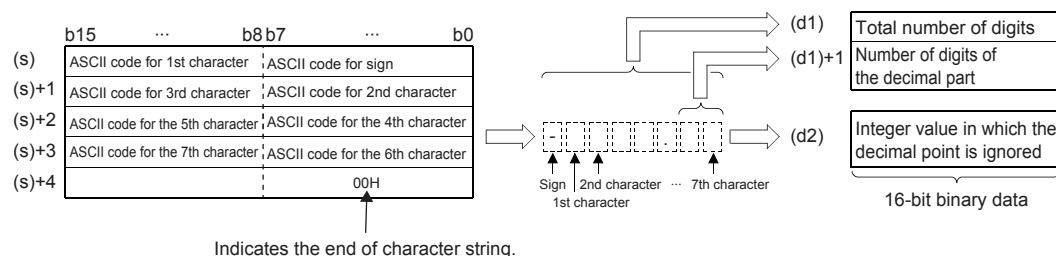 b15 ... b8 b7 ... b0
(s) ASCII code for 1st character ASCII code for sign
(s)+1 ASCII code for 3rd character ASCII code for 2nd character
(s)+2 ASCII code for the 5th character ASCII code for the 4th character
(s)+3 ASCII code for the 7th character ASCII code for the 6th character
(s)+4 00H
Indicates the end of character string.
- .
Sign 2nd character ... 7th character
1st character
(d1) Total number of digits
(d1)+1 Number of digits of
the decimal part
(d2) Integer value in which the
decimal point is ignored
16-bit binary data